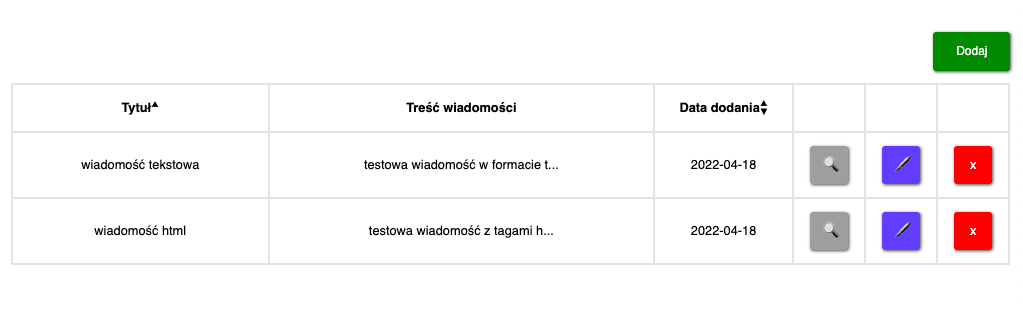 Dodaj
Tytuł▲ Treść wiadomości Data dodania▲▼
wiadomość tekstowa testowa wiadomość w formacie t... 2022-04-18 x
wiadomość html testowa wiadomość z tagami h... 2022-04-18 x